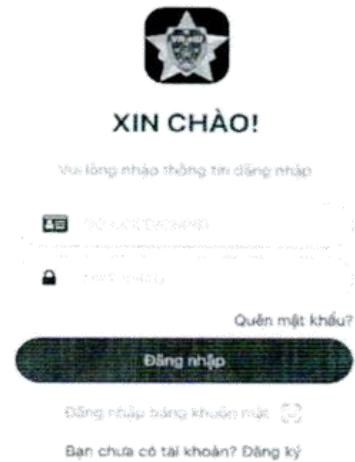 XIN CHÀO!
Vui lòng nhập thông tin đăng nhập
Quên mật khẩu?
Đăng nhập
Đăng nhập bằng khuôn mặt
Bạn chưa có tài khoản? Đăng ký